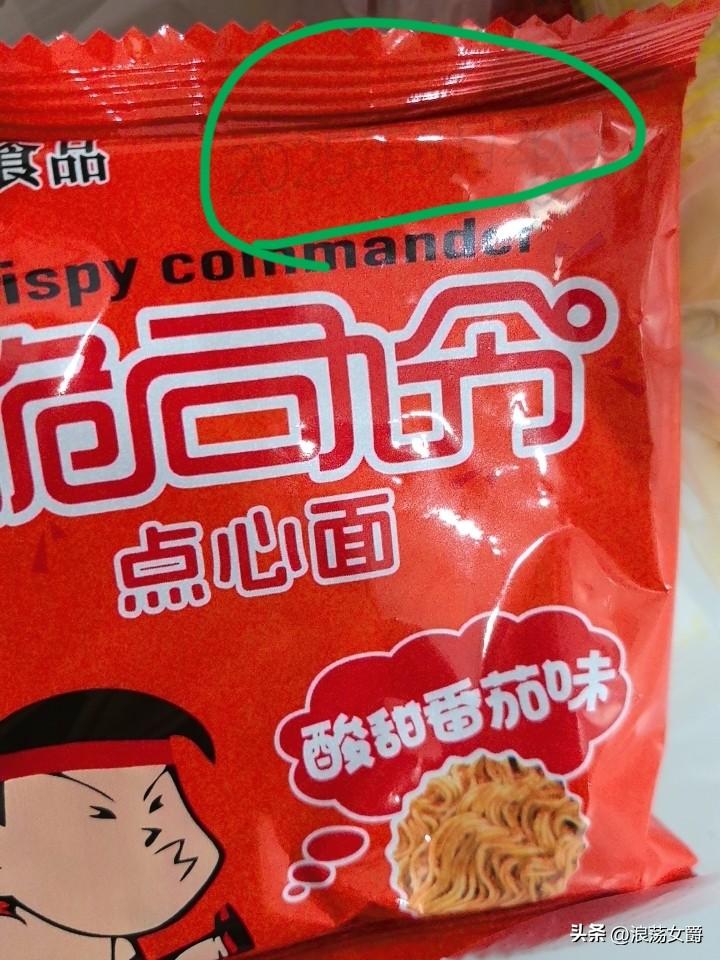 食品
ispy commander
脆司令
点心面
酸甜番茄味
头条 @浪荡女爵